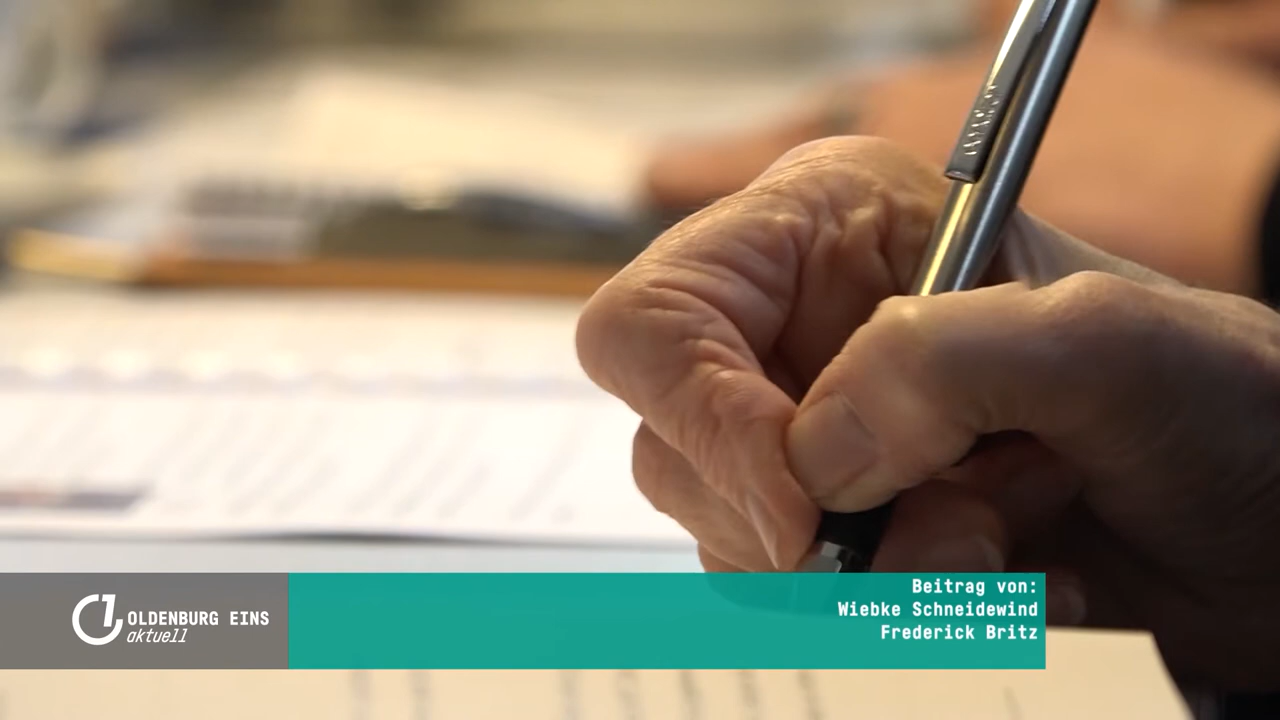 OLDENBURG EINS
aktuell
Beitrag von:
Wiebke Schneidewind
Frederick Britz